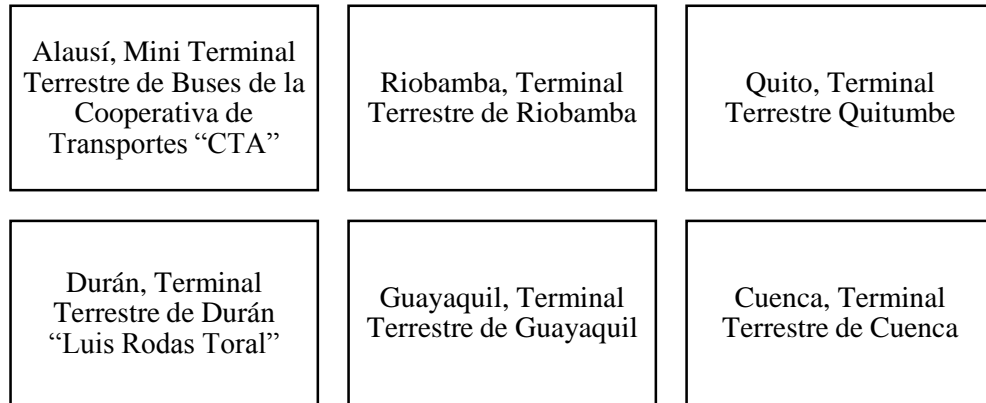 Alausí, Mini Terminal
Terrestre de Buses de la
Cooperativa de
Transportes “CTA”
Riobamba, Terminal
Terrestre de Riobamba
Quito, Terminal
Terrestre Quitumbe
Durán, Terminal
Terrestre de Durán
“Luis Rodas Toral”
Guayaquil, Terminal
Terrestre de Guayaquil
Cuenca, Terminal
Terrestre de Cuenca